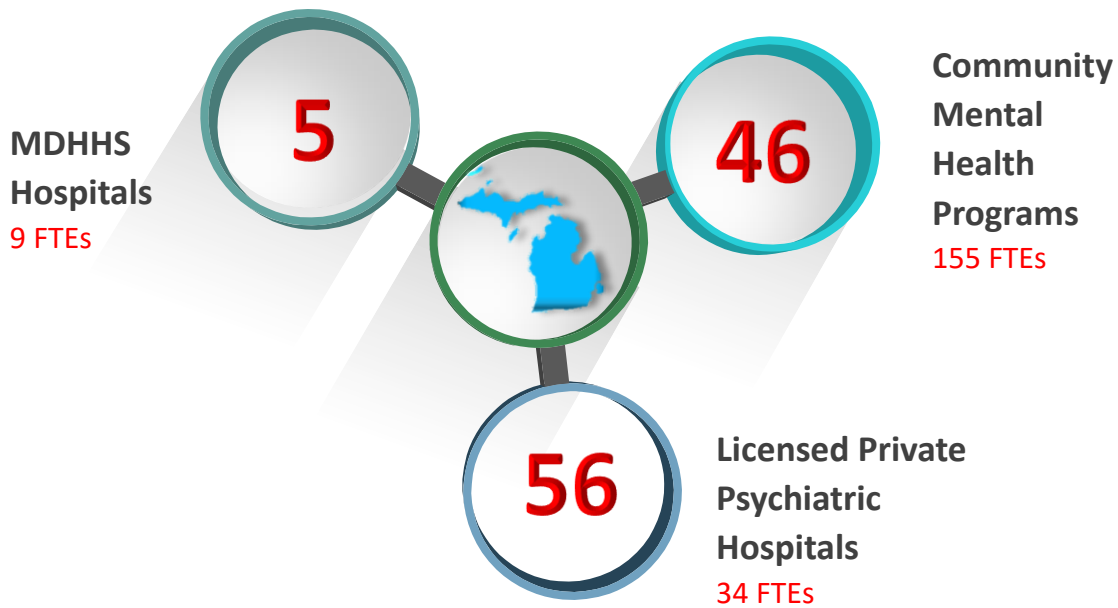 5
MDHHS
Hospitals
9 FTEs
46
Community
Mental
Health
Programs
155 FTEs
56
Licensed Private
Psychiatric
Hospitals
34 FTEs